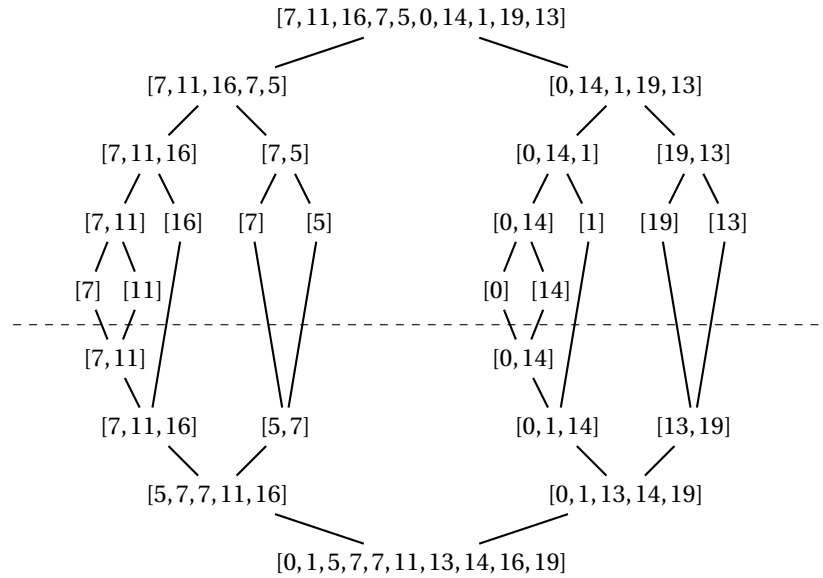 [7, 11, 16, 7, 5, 0, 14, 1, 19, 13]
[7, 11, 16, 7, 5] [0, 14, 1, 19, 13]
[7, 11, 16] [7, 5] [0, 14, 1] [19, 13]
[7, 11] [16] [7] [5] [0, 14] [1] [19] [13]
[7] [11] [0] [14]
[7, 11] [0, 14]
[7, 11, 16] [5, 7] [0, 1, 14] [13, 19]
[5, 7, 7, 11, 16] [0, 1, 13, 14, 19]
[0, 1, 5, 7, 7, 11, 13, 14, 16, 19]